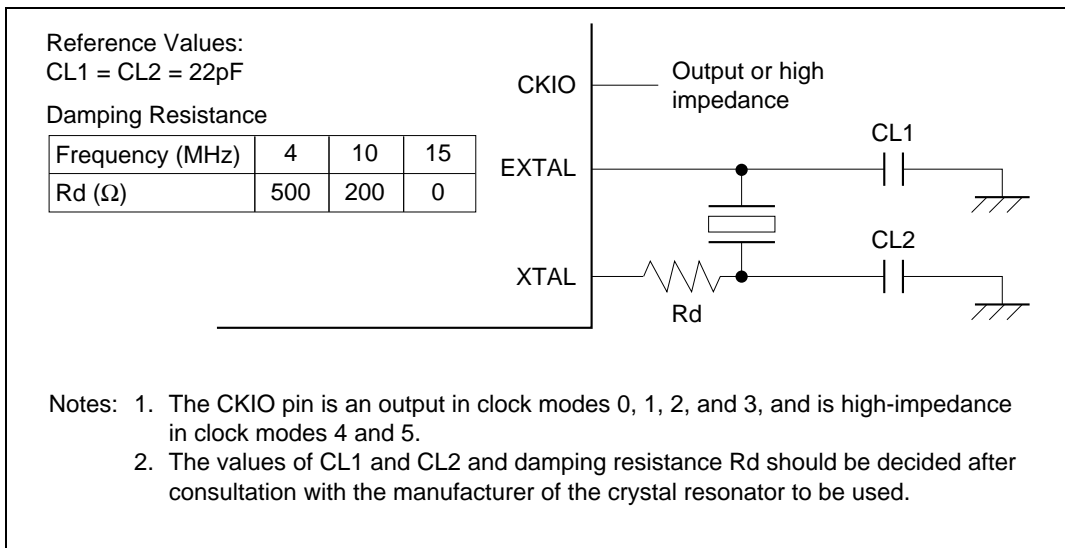 Reference Values:
CL1 = CL2 = 22pF
Damping Resistance
Frequency (MHz) 4 10 15
Rd (Ω) 500 200 0
CKIO
Output or high
impedance
CL1
EXTAL
CL2
XTAL
Rd
Notes: 1. The CKIO pin is an output in clock modes 0, 1, 2, and 3, and is high-impedance
in clock modes 4 and 5.
2. The values of CL1 and CL2 and damping resistance Rd should be decided after
consultation with the manufacturer of the crystal resonator to be used.